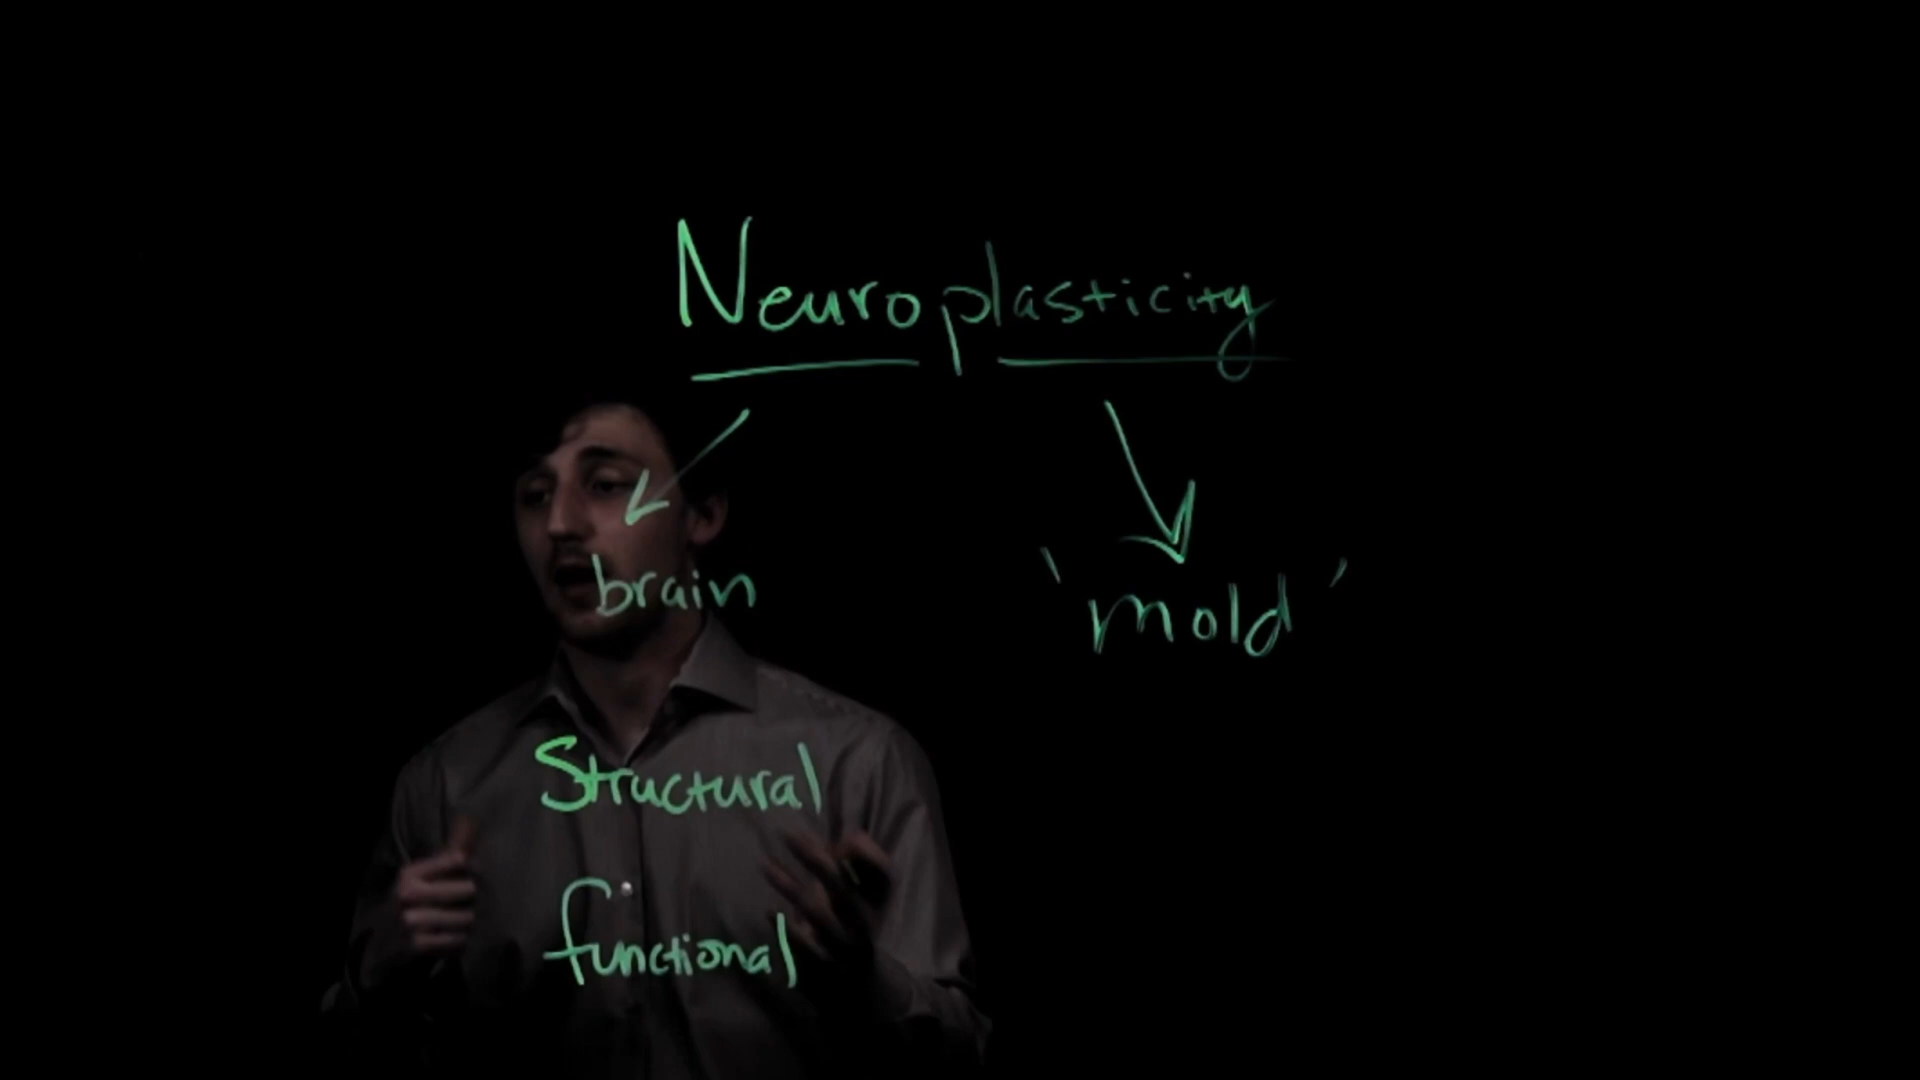 Neuroplasticity
brain
'mold'
Structural
functional